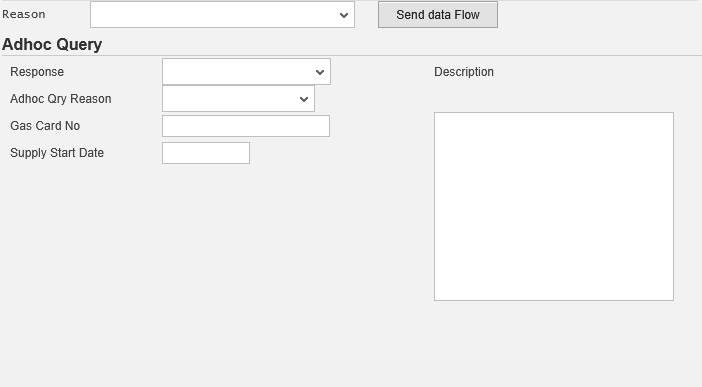 Reason
Send data Flow
Adhoc Query
Response
Description
Adhoc Qry Reason
Gas Card No
Supply Start Date